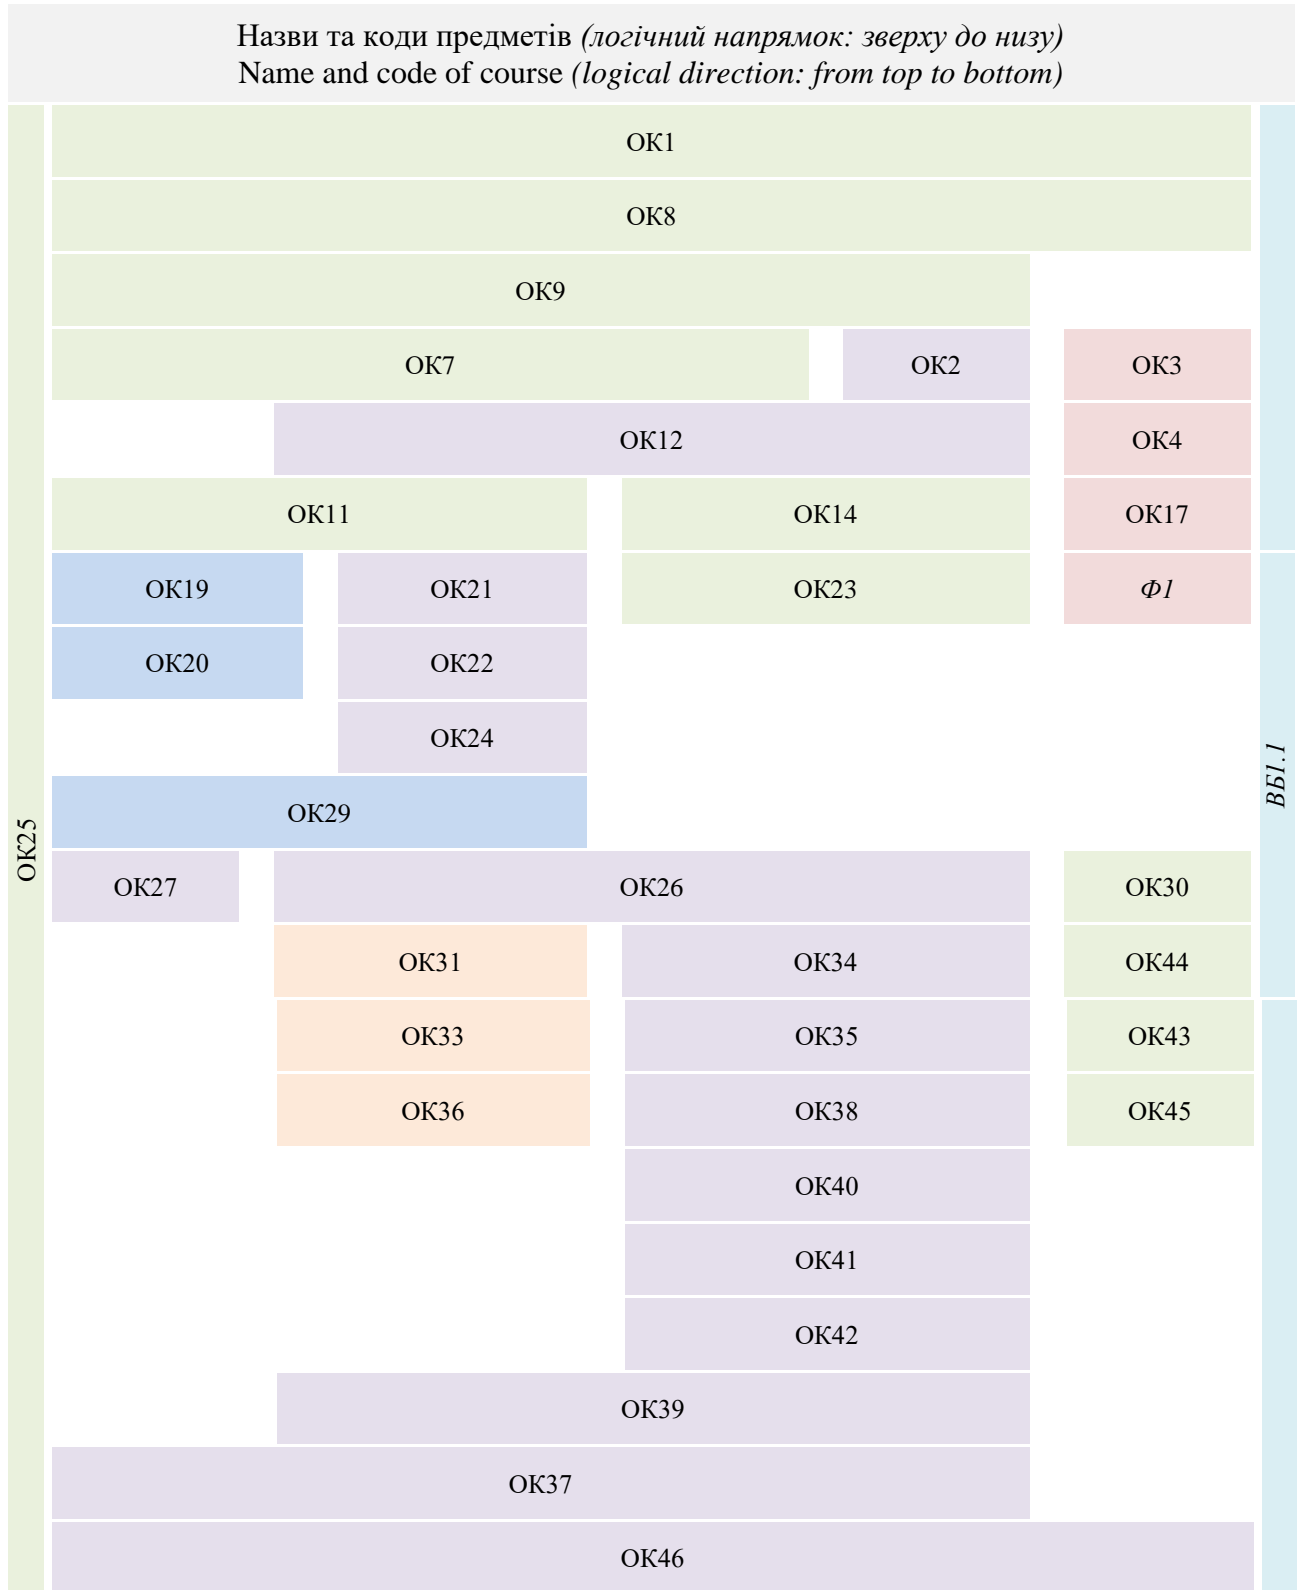 Назви та коди предметів (логічний напрямок: зверху до низу)
Name and code of course (logical direction: from top to bottom)
ОК1
ОК8
ОК9
ОК7 ОК2 ОК3
ОК12 ОК4
ОК11 ОК14 ОК17
ОК19 ОК21 ОК23 Ф1
ОК20 ОК22
ОК24
ВБ1.1
ОК29
ОК25
ОК27 ОК26 ОК30
ОК31 ОК34 ОК44
ОК33 ОК35 ОК43
ОК36 ОК38 ОК45
ОК40
ОК41
ОК42
ОК39
ОК37
ОК46